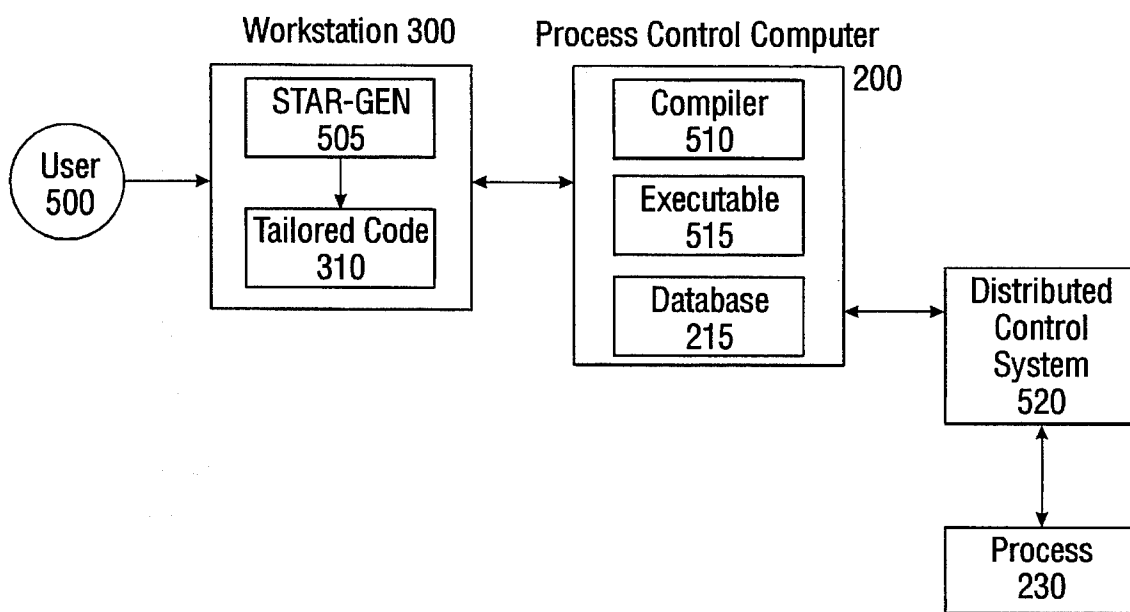 Workstation 300
Process Control Computer
200
STAR-GEN
505
Tailored Code
310
User
500
Compiler
510
Executable
515
Database
215
Distributed
Control
System
520
Process
230